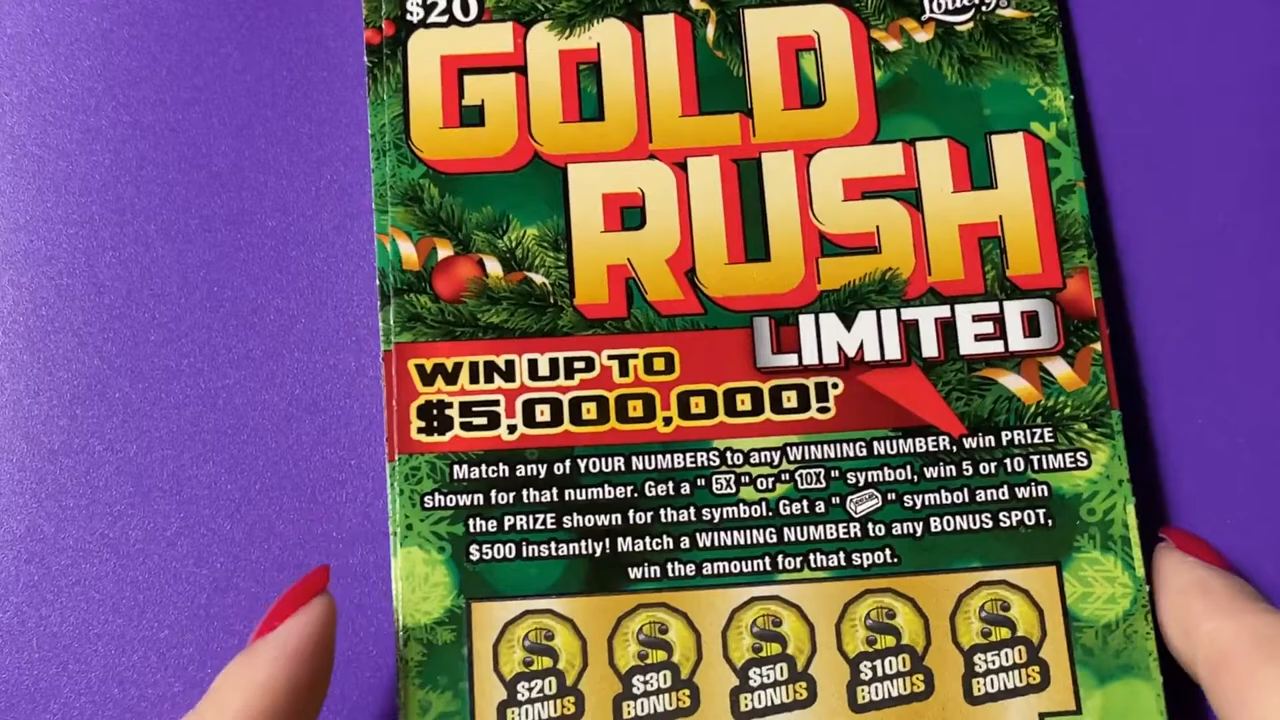 $20
Lottery®
GOLD
RUSH
LIMITED
WIN UP TO
$5,000,000!*
Match any of YOUR NUMBERS to any WINNING NUMBER, win PRIZE
shown for that number. Get a " 5X " or " 10X " symbol, win 5 or 10 TIMES
the PRIZE shown for that symbol. Get a " " symbol and win
$500 instantly! Match a WINNING NUMBER to any BONUS SPOT,
win the amount for that spot.
$ $ $ $ $
$20 $30 $50 $100 $500
BONUS BONUS BONUS BONUS BONUS